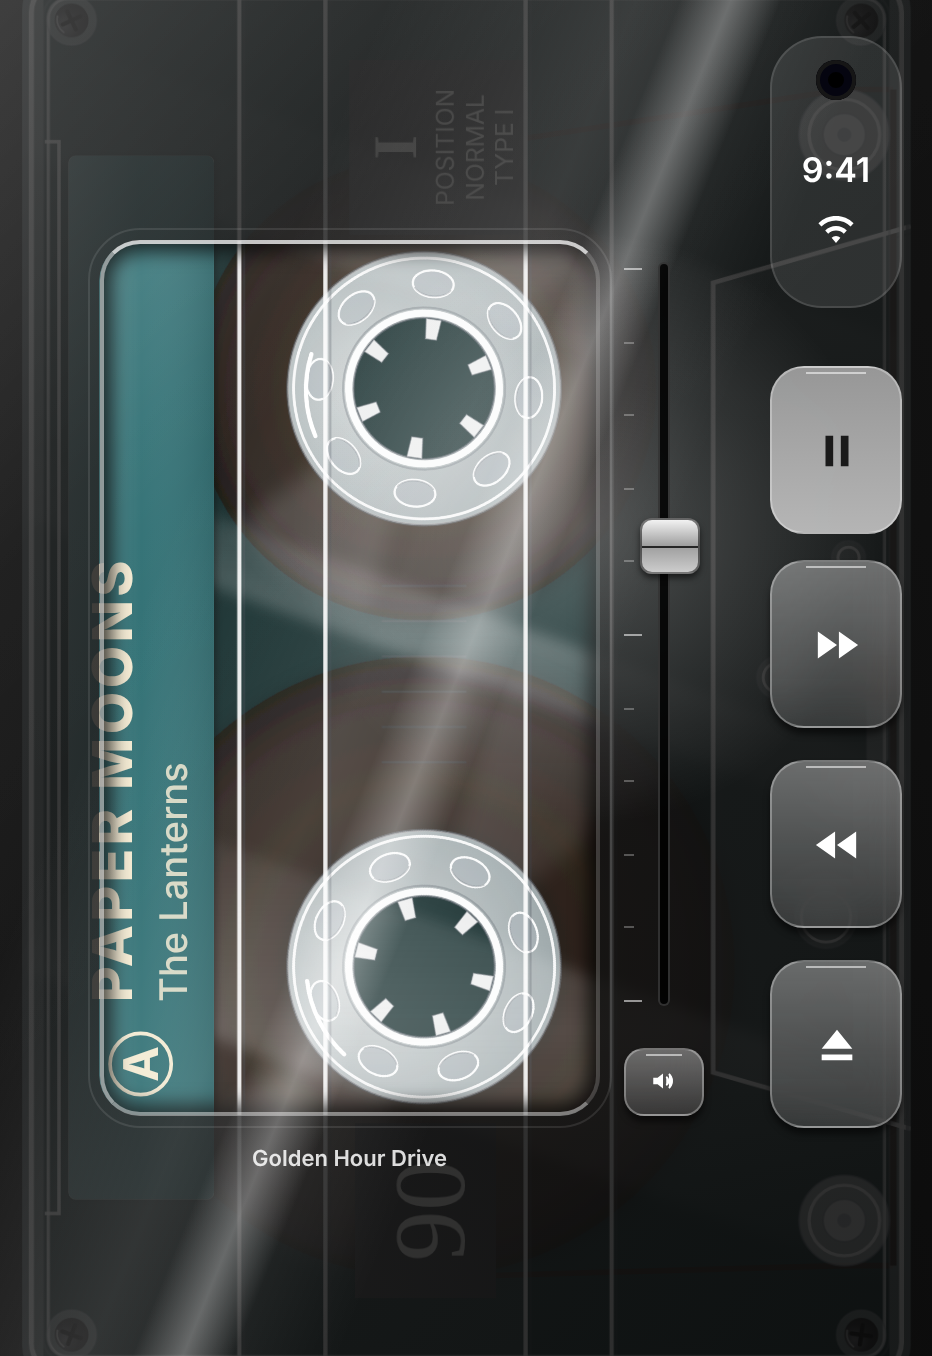 9:41
I
POSITION
NORMAL
TYPE I
PAPER MOONS
The Lanterns
A
Golden Hour Drive
90